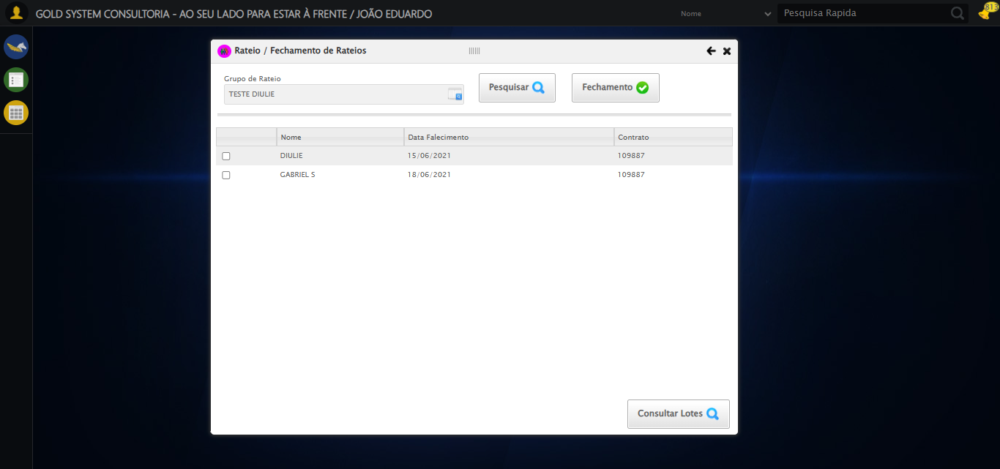 GOLD SYSTEM CONSULTORIA - AO SEU LADO PARA ESTAR À FRENTE / JOÃO EDUARDO
Nome
Pesquisa Rapida
813
Rateio / Fechamento de Rateios
Grupo de Rateio
TESTE DIULIE
Pesquisar
Fechamento
Nome Data Falecimento Contrato
DIULIE 15/06/2021 109887
GABRIEL S 18/06/2021 109887
Consultar Lotes